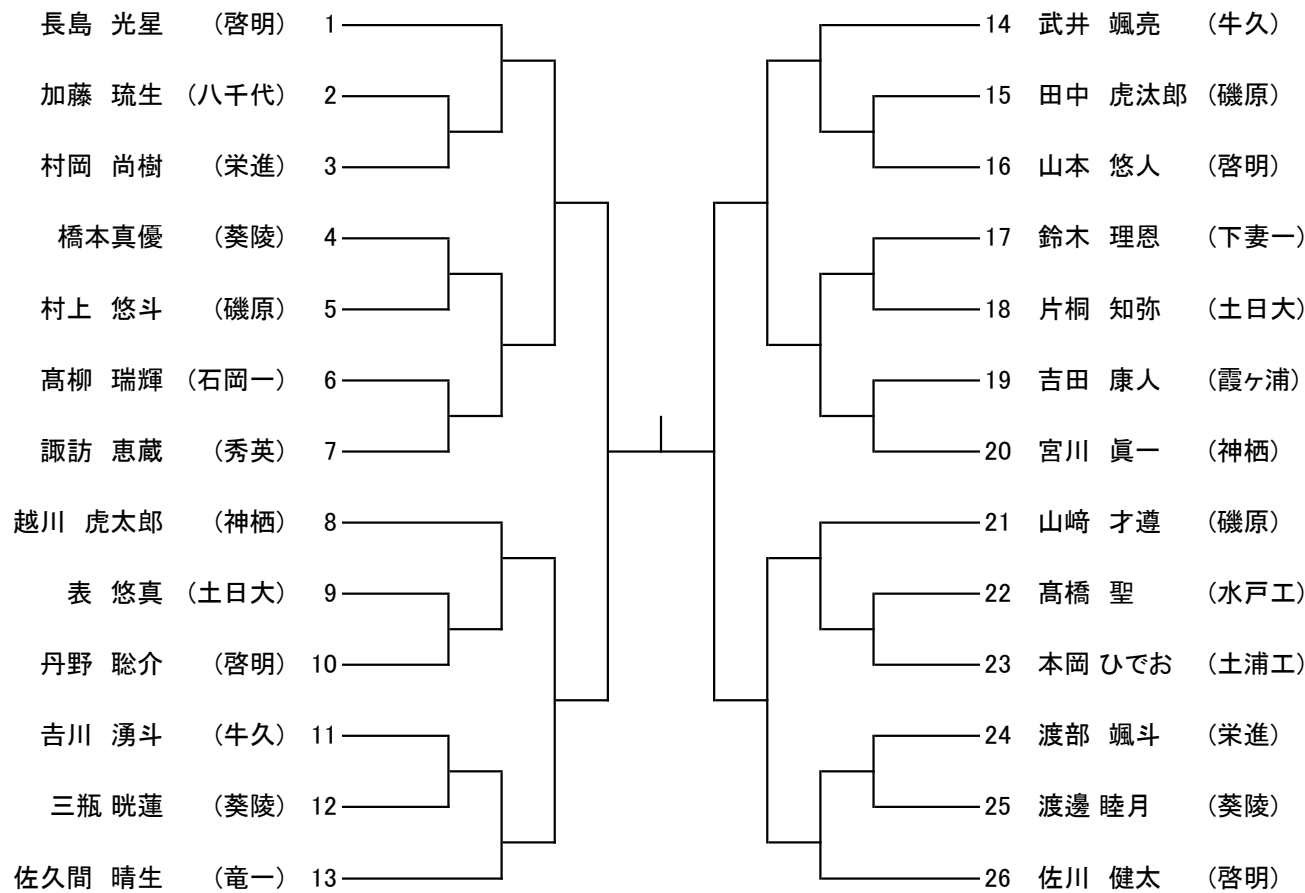 長島 光星 （啓明） 1
加藤 琉生 （八千代） 2
村岡 尚樹 （栄進） 3
橋本真優 （葵陵） 4
村上 悠斗 （磯原） 5
髙柳 瑞輝 （石岡一） 6
諏訪 恵蔵 （秀英） 7
越川 虎太郎 （神栖） 8
表 悠真 （土日大） 9
丹野 聡介 （啓明） 10
𠮷川 湧斗 （牛久） 11
三瓶 晄蓮 （葵陵） 12
佐久間 晴生 （竜一） 13
14 武井 颯亮 （牛久）
15 田中 虎汰郎 （磯原）
16 山本 悠人 （啓明）
17 鈴木 理恩 （下妻一）
18 片桐 知弥 （土日大）
19 吉田 康人 （霞ヶ浦）
20 宮川 眞一 （神栖）
21 山﨑 才遵 （磯原）
22 髙橋 聖 （水戸工）
23 本岡 ひでお （土浦工）
24 渡部 颯斗 （栄進）
25 渡邊 睦月 （葵陵）
26 佐川 健太 （啓明）